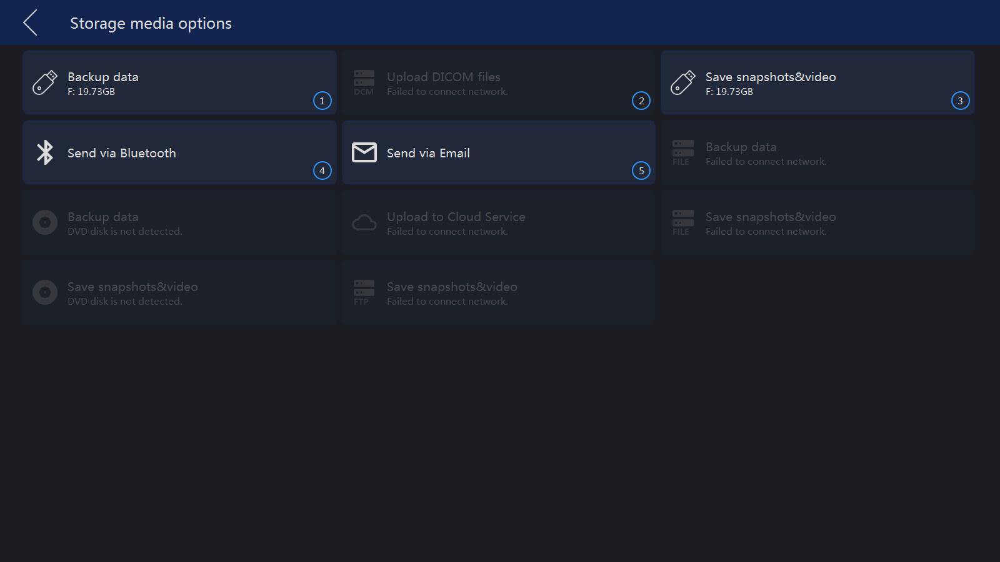 Storage media options
Backup data
F: 19.73GB
1
DCM
Upload DICOM files
Failed to connect network.
2
Save snapshots&video
F: 19.73GB
3
Send via Bluetooth
4
Send via Email
5
FILE
Backup data
Failed to connect network.
Backup data
DVD disk is not detected.
Upload to Cloud Service
Failed to connect network.
FILE
Save snapshots&video
Failed to connect network.
Save snapshots&video
DVD disk is not detected.
FTP
Save snapshots&video
Failed to connect network.